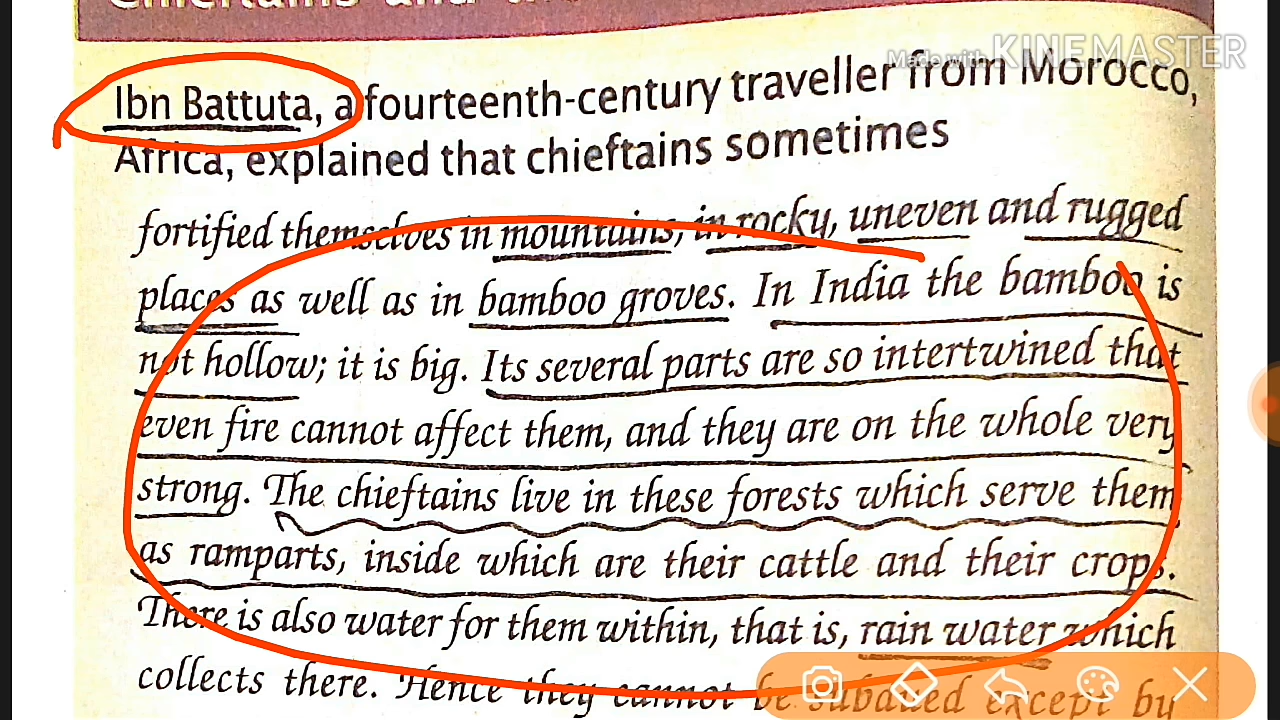 Chieftains and
Made with KINEMASTER
Ibn Battuta, a fourteenth-century traveller from Morocco,
Africa, explained that chieftains sometimes
fortified themselves in mountains, in rocky, uneven and rugged
places as well as in bamboo groves. In India the bamboo is
not hollow; it is big. Its several parts are so intertwined that
even fire cannot affect them, and they are on the whole very
strong. The chieftains live in these forests which serve them
as ramparts, inside which are their cattle and their crops.
There is also water for them within, that is, rain water which
collects there. Hence they cannot be subdued except by